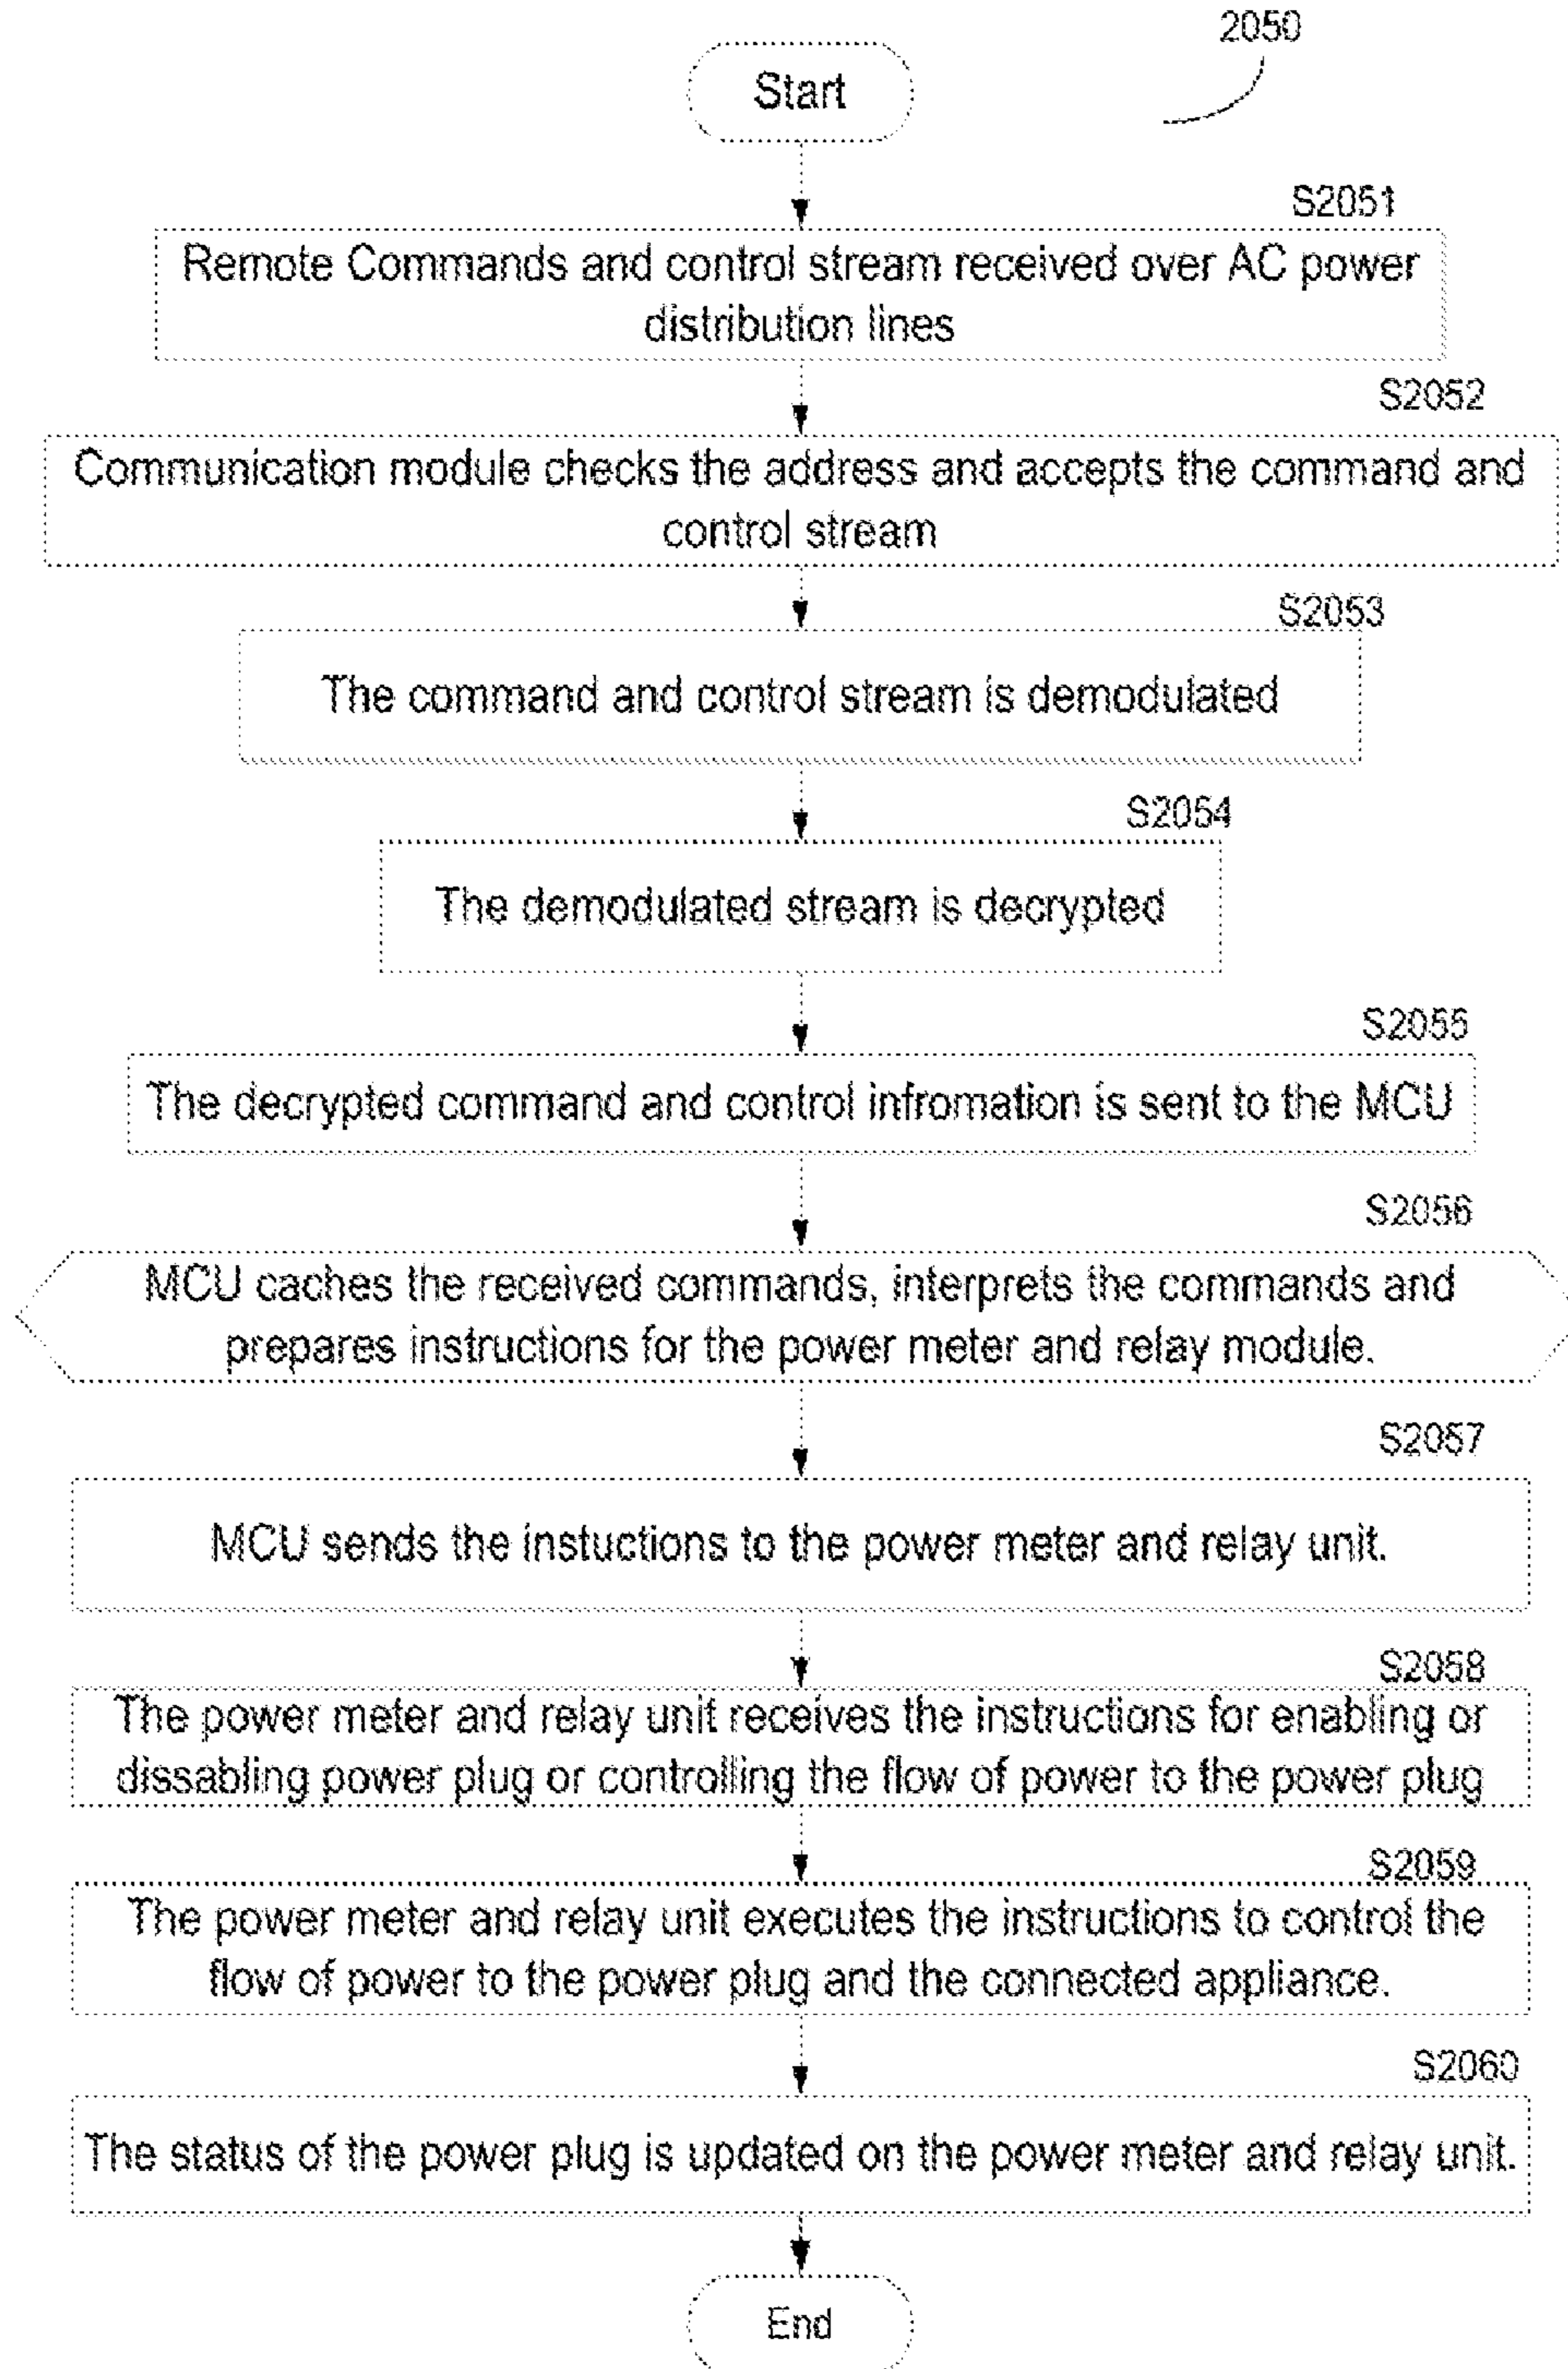 2050
Start
S2051
Remote Commands and control stream received over AC power
distribution lines
S2052
Communication module checks the address and accepts the command and
control stream
S2053
The command and control stream is demodulated
S2054
The demodulated stream is decrypted
S2055
The decrypted command and control infromation is sent to the MCU
S2056
MCU caches the received commands, interprets the commands and
prepares instructions for the power meter and relay module.
S2057
MCU sends the instuctions to the power meter and relay unit.
S2058
The power meter and relay unit receives the instructions for enabling or
dissabling power plug or controlling the flow of power to the power plug
S2059
The power meter and relay unit executes the instructions to control the
flow of power to the power plug and the connected appliance.
S2060
The status of the power plug is updated on the power meter and relay unit.
End